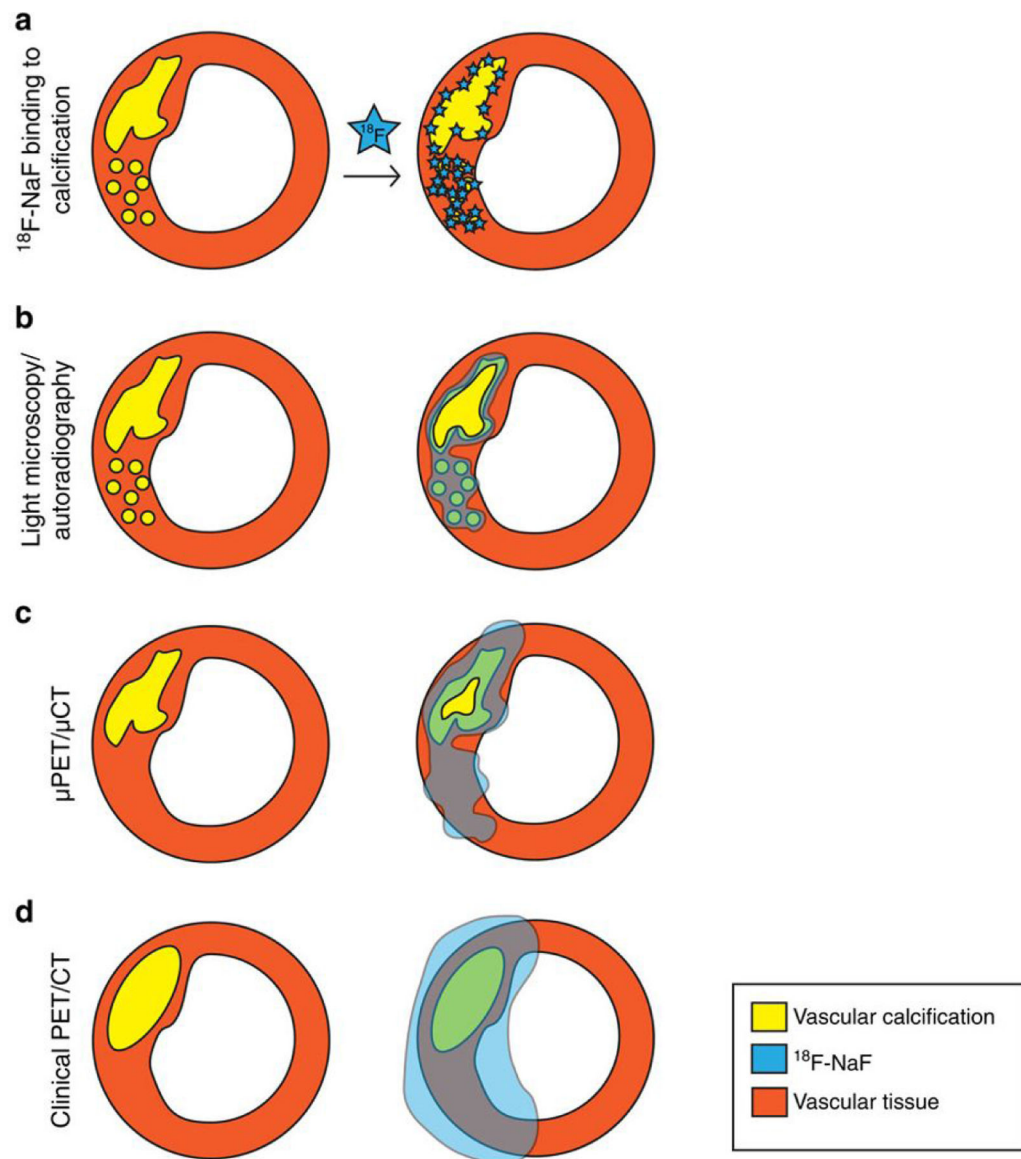 a
¹⁸F-NaF binding to
calcification
¹⁸F
b
Light microscopy/
autoradiography
c
μPET/μCT
d
Clinical PET/CT
Vascular calcification
¹⁸F-NaF
Vascular tissue